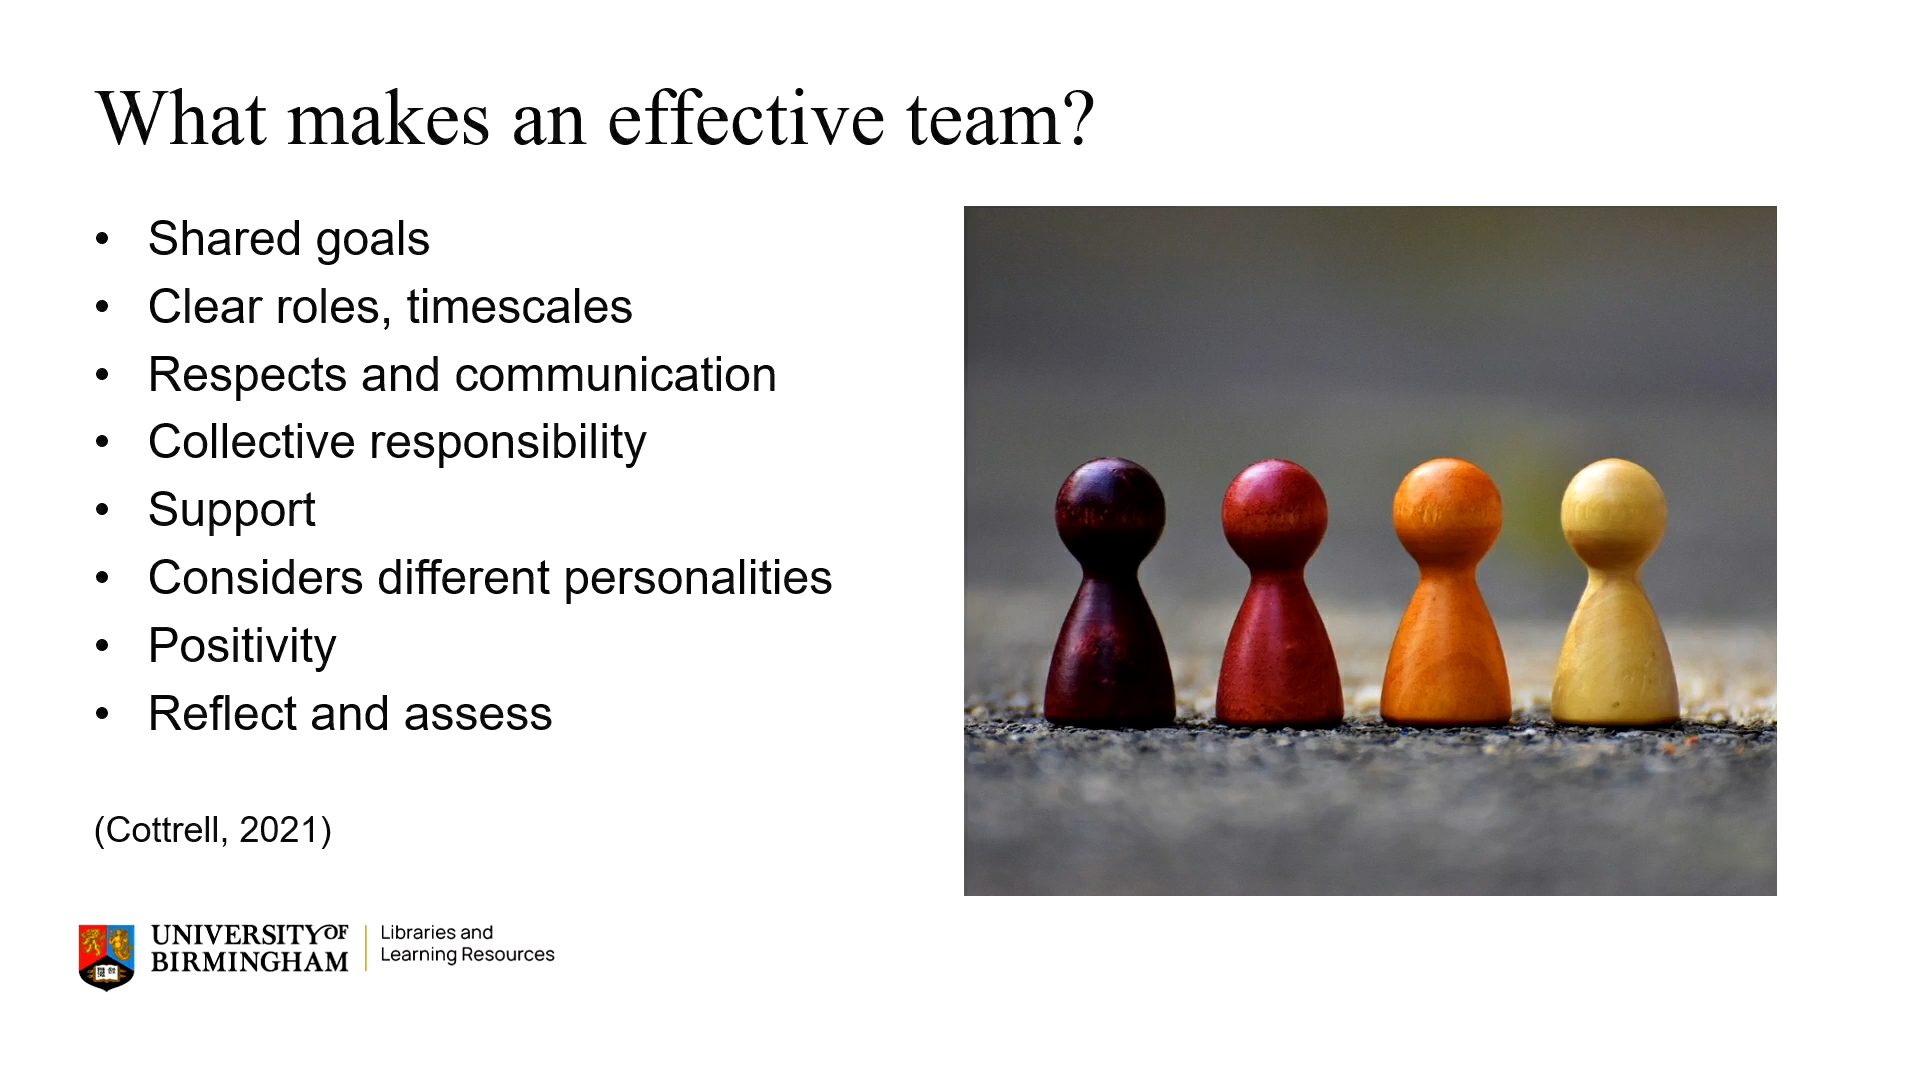 What makes an effective team?
• Shared goals
• Clear roles, timescales
• Respects and communication
• Collective responsibility
• Support
• Considers different personalities
• Positivity
• Reflect and assess
(Cottrell, 2021)
UNIVERSITY OF
BIRMINGHAM
Libraries and
Learning Resources